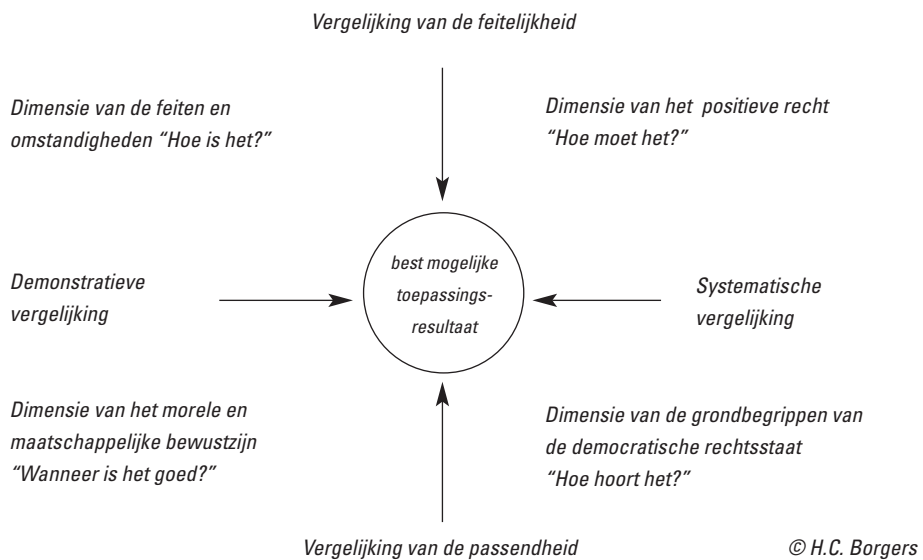 Vergelijking van de feitelijkheid
Dimensie van de feiten en
omstandigheden “Hoe is het?”
Dimensie van het positieve recht
“Hoe moet het?”
Demonstratieve
vergelijking
best mogelijke
toepassings-
resultaat
Systematische
vergelijking
Dimensie van het morele en
maatschappelijke bewustzijn
“Wanneer is het goed?”
Dimensie van de grondbegrippen van
de democratische rechtsstaat
“Hoe hoort het?”
Vergelijking van de passendheid
© H.C. Borgers